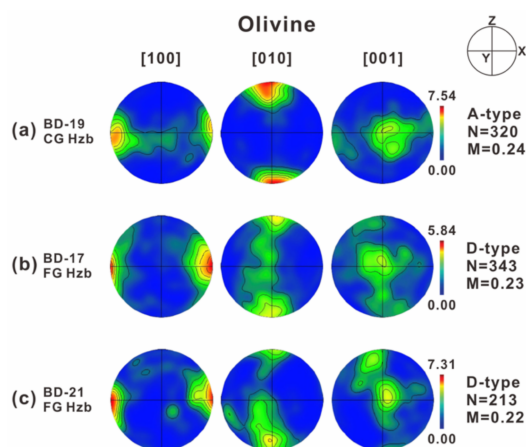 Olivine
[100] [010] [001]
Z
Y X
(a) BD-19
CG Hzb
7.54
0.00
A-type
N=320
M=0.24
(b) BD-17
FG Hzb
5.84
0.00
D-type
N=343
M=0.23
(c) BD-21
FG Hzb
7.31
0.00
D-type
N=213
M=0.22